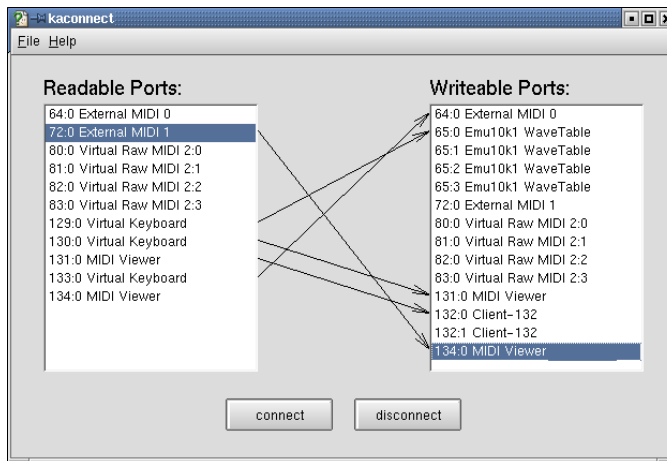 kaconnect
File Help
Readable Ports:
64:0 External MIDI 0
72:0 External MIDI 1
80:0 Virtual Raw MIDI 2:0
81:0 Virtual Raw MIDI 2:1
82:0 Virtual Raw MIDI 2:2
83:0 Virtual Raw MIDI 2:3
129:0 Virtual Keyboard
130:0 Virtual Keyboard
131:0 MIDI Viewer
133:0 Virtual Keyboard
134:0 MIDI Viewer
Writeable Ports:
64:0 External MIDI 0
65:0 Emu10k1 WaveTable
65:1 Emu10k1 WaveTable
65:2 Emu10k1 WaveTable
65:3 Emu10k1 WaveTable
72:0 External MIDI 1
80:0 Virtual Raw MIDI 2:0
81:0 Virtual Raw MIDI 2:1
82:0 Virtual Raw MIDI 2:2
83:0 Virtual Raw MIDI 2:3
131:0 MIDI Viewer
132:0 Client-132
132:1 Client-132
134:0 MIDI Viewer
connect disconnect